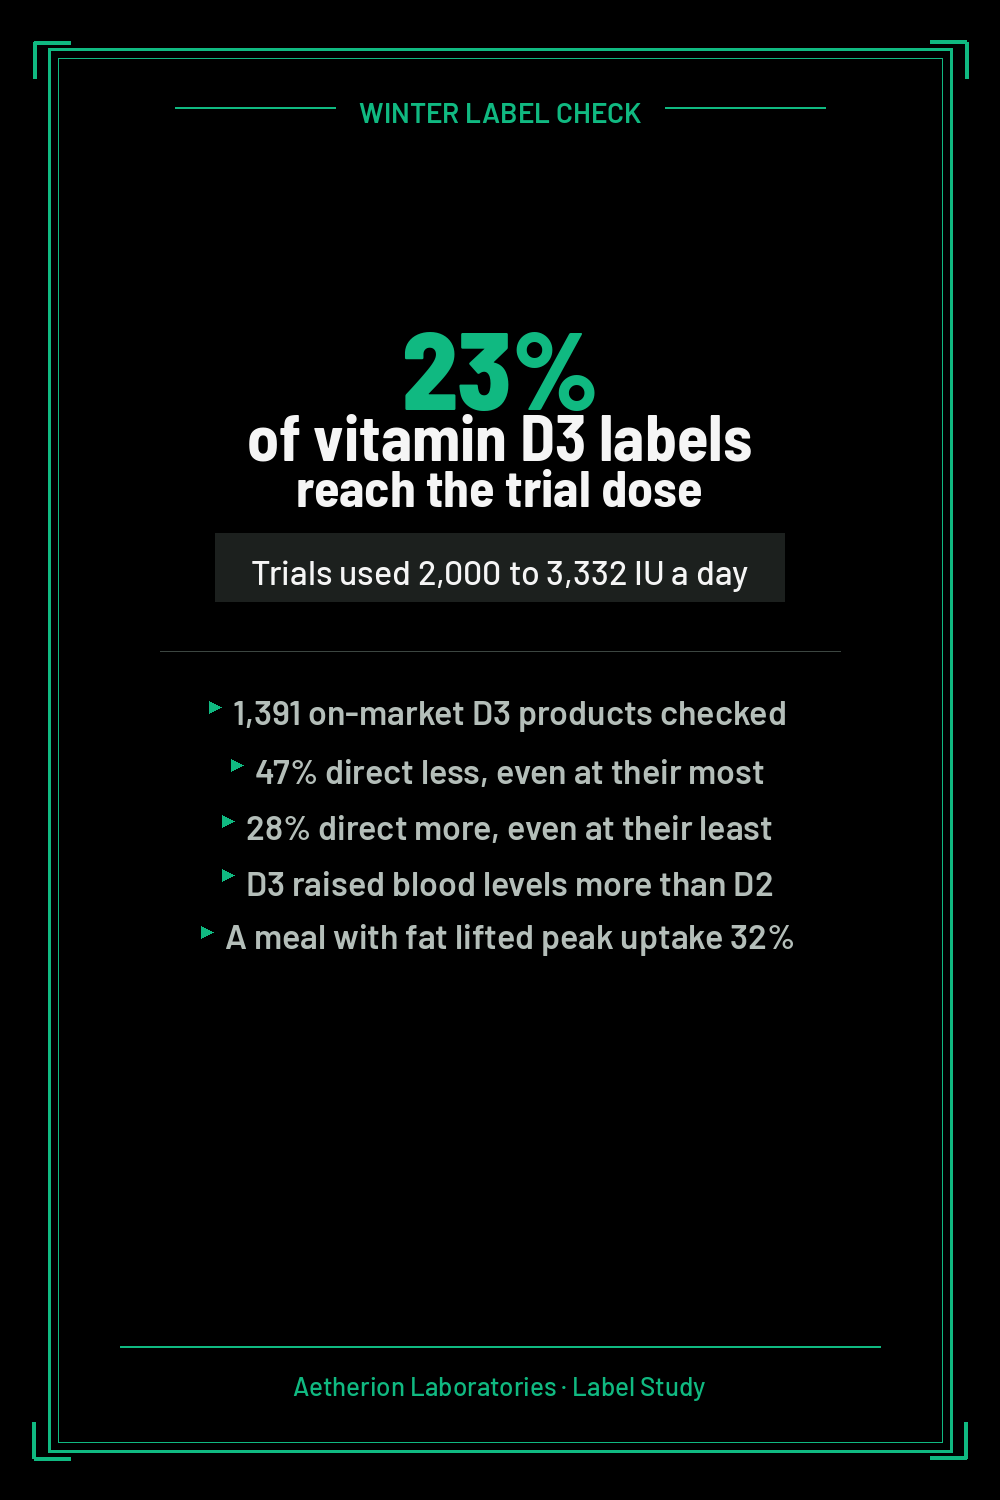 WINTER LABEL CHECK
23%
of vitamin D3 labels
reach the trial dose
Trials used 2,000 to 3,332 IU a day
1,391 on-market D3 products checked
47% direct less, even at their most
28% direct more, even at their least
D3 raised blood levels more than D2
A meal with fat lifted peak uptake 32%
Aetherion Laboratories · Label Study